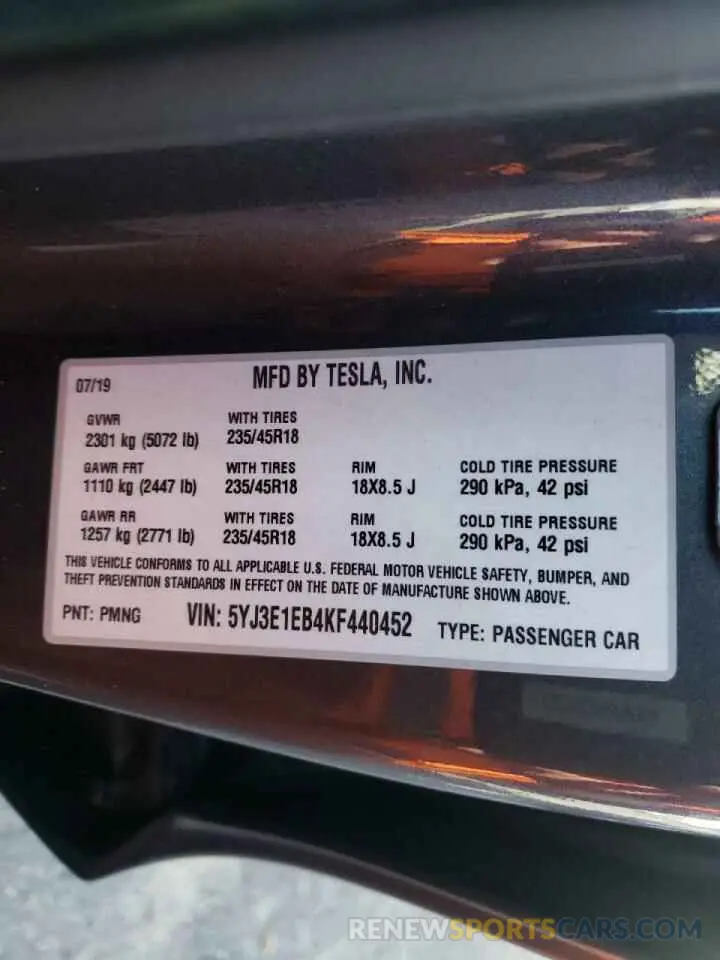 07/19
MFD BY TESLA, INC.
GVWR
2301 kg (5072 lb)
WITH TIRES
235/45R18
GAWR FRT
1110 kg (2447 lb)
WITH TIRES
235/45R18
RIM
18X8.5 J
COLD TIRE PRESSURE
290 kPa, 42 psi
GAWR RR
1257 kg (2771 lb)
WITH TIRES
235/45R18
RIM
18X8.5 J
COLD TIRE PRESSURE
290 kPa, 42 psi
THIS VEHICLE CONFORMS TO ALL APPLICABLE U.S. FEDERAL MOTOR VEHICLE SAFETY, BUMPER, AND
THEFT PREVENTION STANDARDS IN EFFECT ON THE DATE OF MANUFACTURE SHOWN ABOVE.
PNT: PMNG
VIN: 5YJ3E1EB4KF440452
TYPE: PASSENGER CAR
RENEWSPORTSCARS.COM